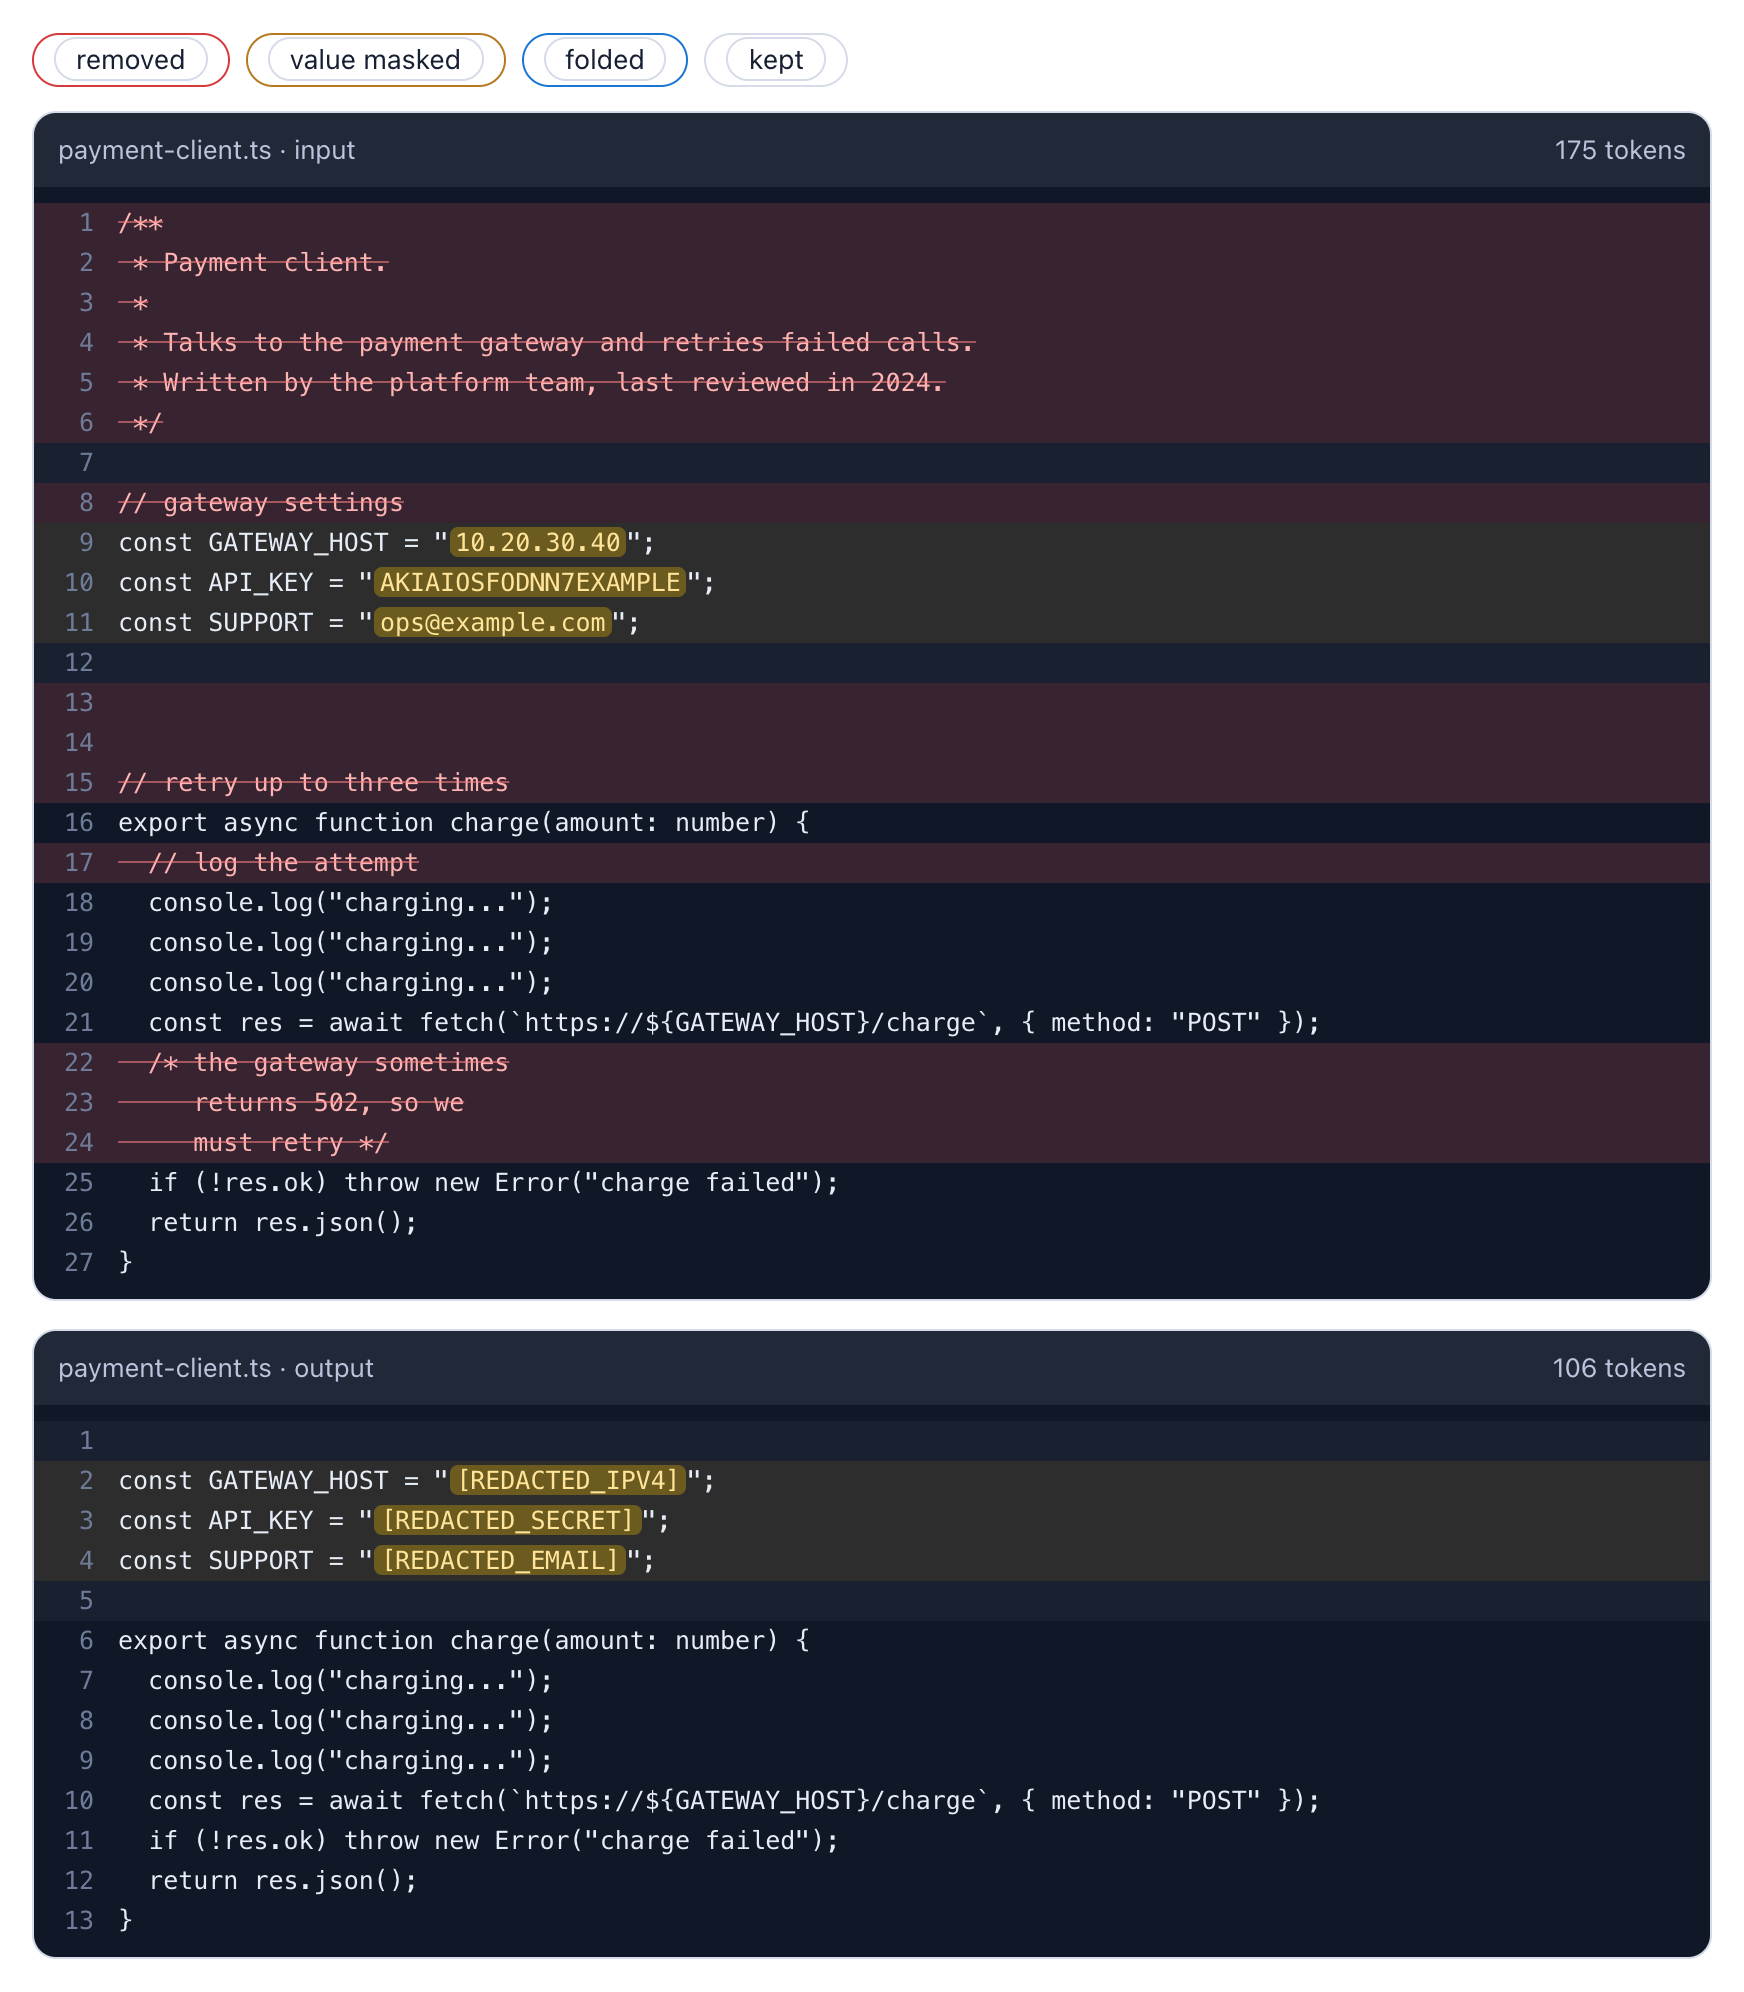 removed value masked folded kept
payment-client.ts · input 175 tokens
1 /**
2  * Payment client.
3  *
4  * Talks to the payment gateway and retries failed calls.
5  * Written by the platform team, last reviewed in 2024.
6  */
7
8 // gateway settings
9 const GATEWAY_HOST = "10.20.30.40";
10 const API_KEY = "AKIAIOSFODNN7EXAMPLE";
11 const SUPPORT = "ops@example.com";
12
13
14
15 // retry up to three times
16 export async function charge(amount: number) {
17   // log the attempt
18   console.log("charging...");
19   console.log("charging...");
20   console.log("charging...");
21   const res = await fetch(`https://${GATEWAY_HOST}/charge`, { method: "POST" });
22   /* the gateway sometimes
23      returns 502, so we
24      must retry */
25   if (!res.ok) throw new Error("charge failed");
26   return res.json();
27 }
payment-client.ts · output 106 tokens
1
2 const GATEWAY_HOST = "[REDACTED_IPV4]";
3 const API_KEY = "[REDACTED_SECRET]";
4 const SUPPORT = "[REDACTED_EMAIL]";
5
6 export async function charge(amount: number) {
7   console.log("charging...");
8   console.log("charging...");
9   console.log("charging...");
10   const res = await fetch(`https://${GATEWAY_HOST}/charge`, { method: "POST" });
11   if (!res.ok) throw new Error("charge failed");
12   return res.json();
13 }